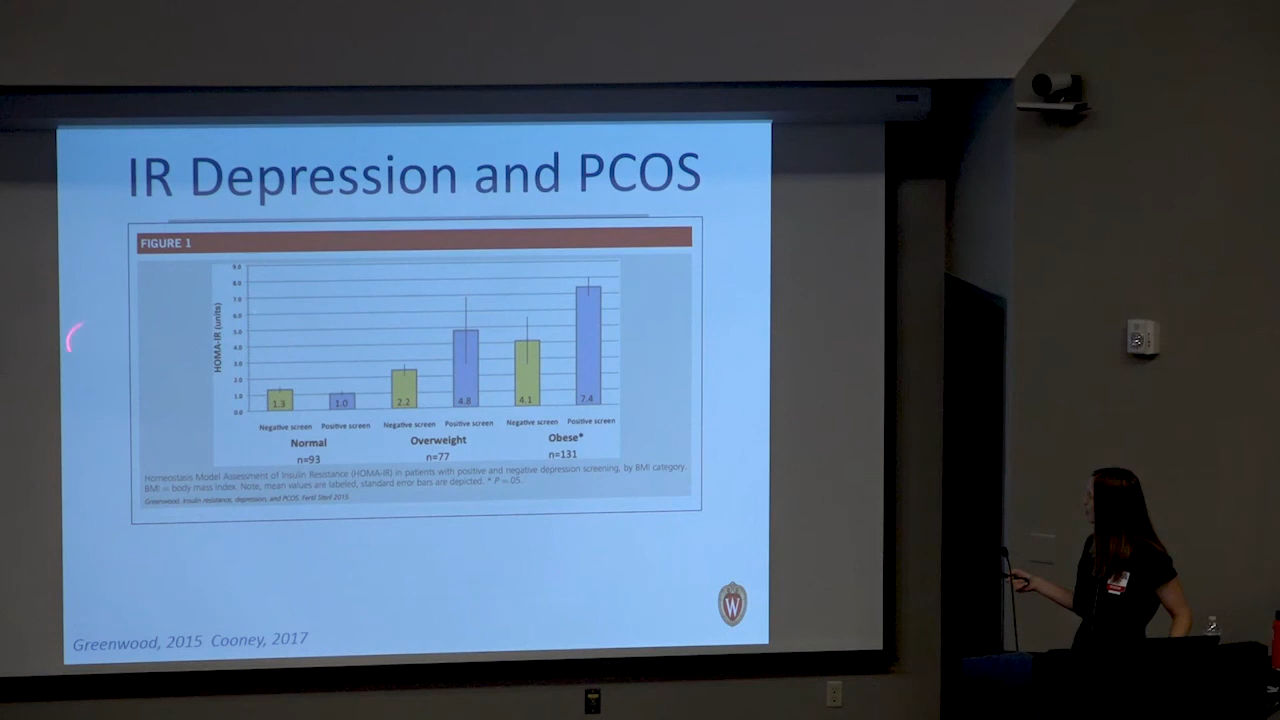 IR Depression and PCOS
FIGURE 1
9.0
8.0
7.0
6.0
5.0
4.0
3.0
2.0
1.0
0.0
HOMA-IR (units)
1.3
1.0
2.2
4.8
4.1
7.4
Negative screen Positive screen Negative screen Positive screen Negative screen Positive screen
Normal Overweight Obese*
n=93 n=77 n=131
Homeostasis Model Assessment of Insulin Resistance (HOMA-IR) in patients with positive and negative depression screening, by BMI category.
BMI = body mass index. Note, mean values are labeled, standard error bars are depicted. * P = .05.
Greenwood. Insulin resistance, depression, and PCOS. Fertil Steril 2015.
W
Greenwood, 2015 Cooney, 2017